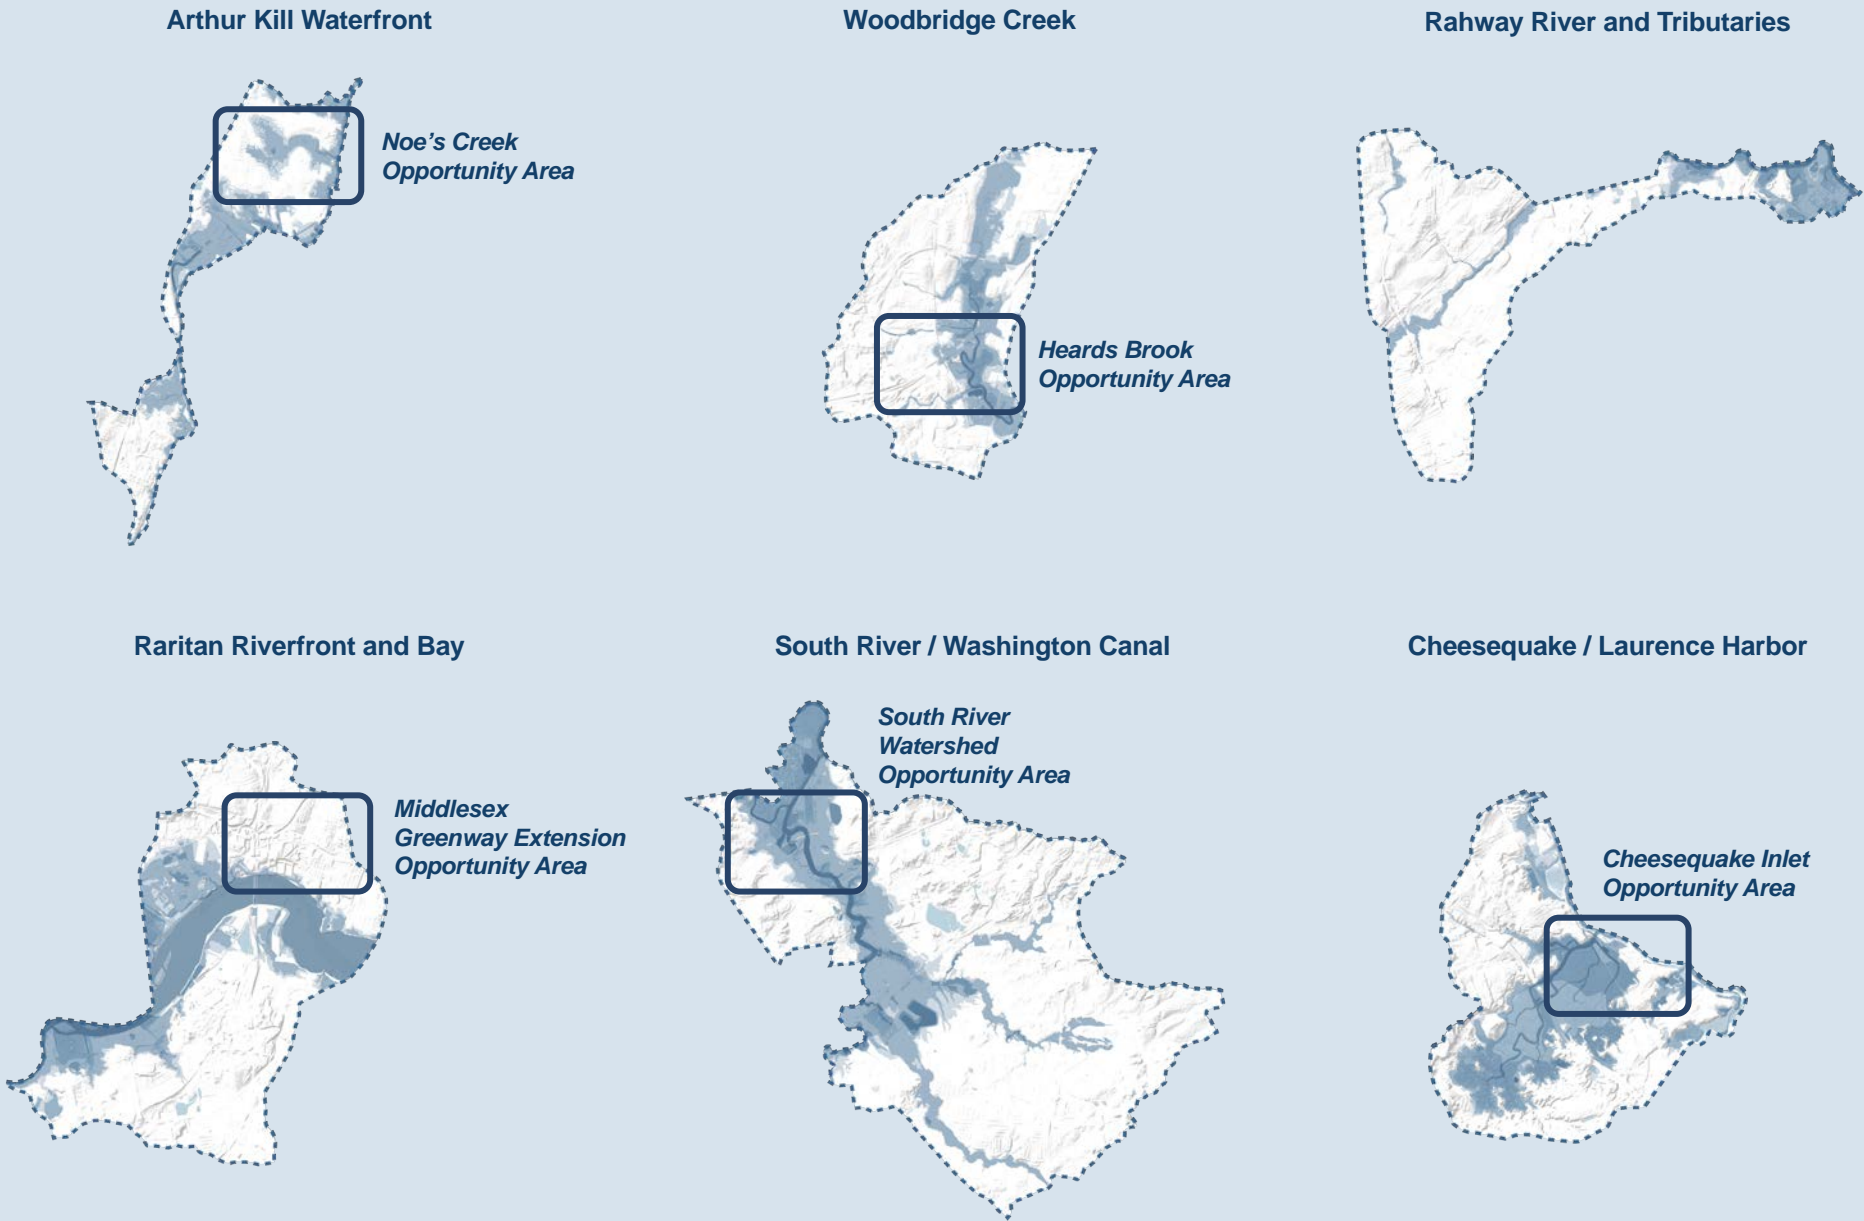 Arthur Kill Waterfront
Woodbridge Creek
Rahway River and Tributaries
Noe's Creek
Opportunity Area
Heards Brook
Opportunity Area
Raritan Riverfront and Bay
South River / Washington Canal
Cheesequake / Laurence Harbor
Middlesex
Greenway Extension
Opportunity Area
South River
Watershed
Opportunity Area
Cheesequake Inlet
Opportunity Area